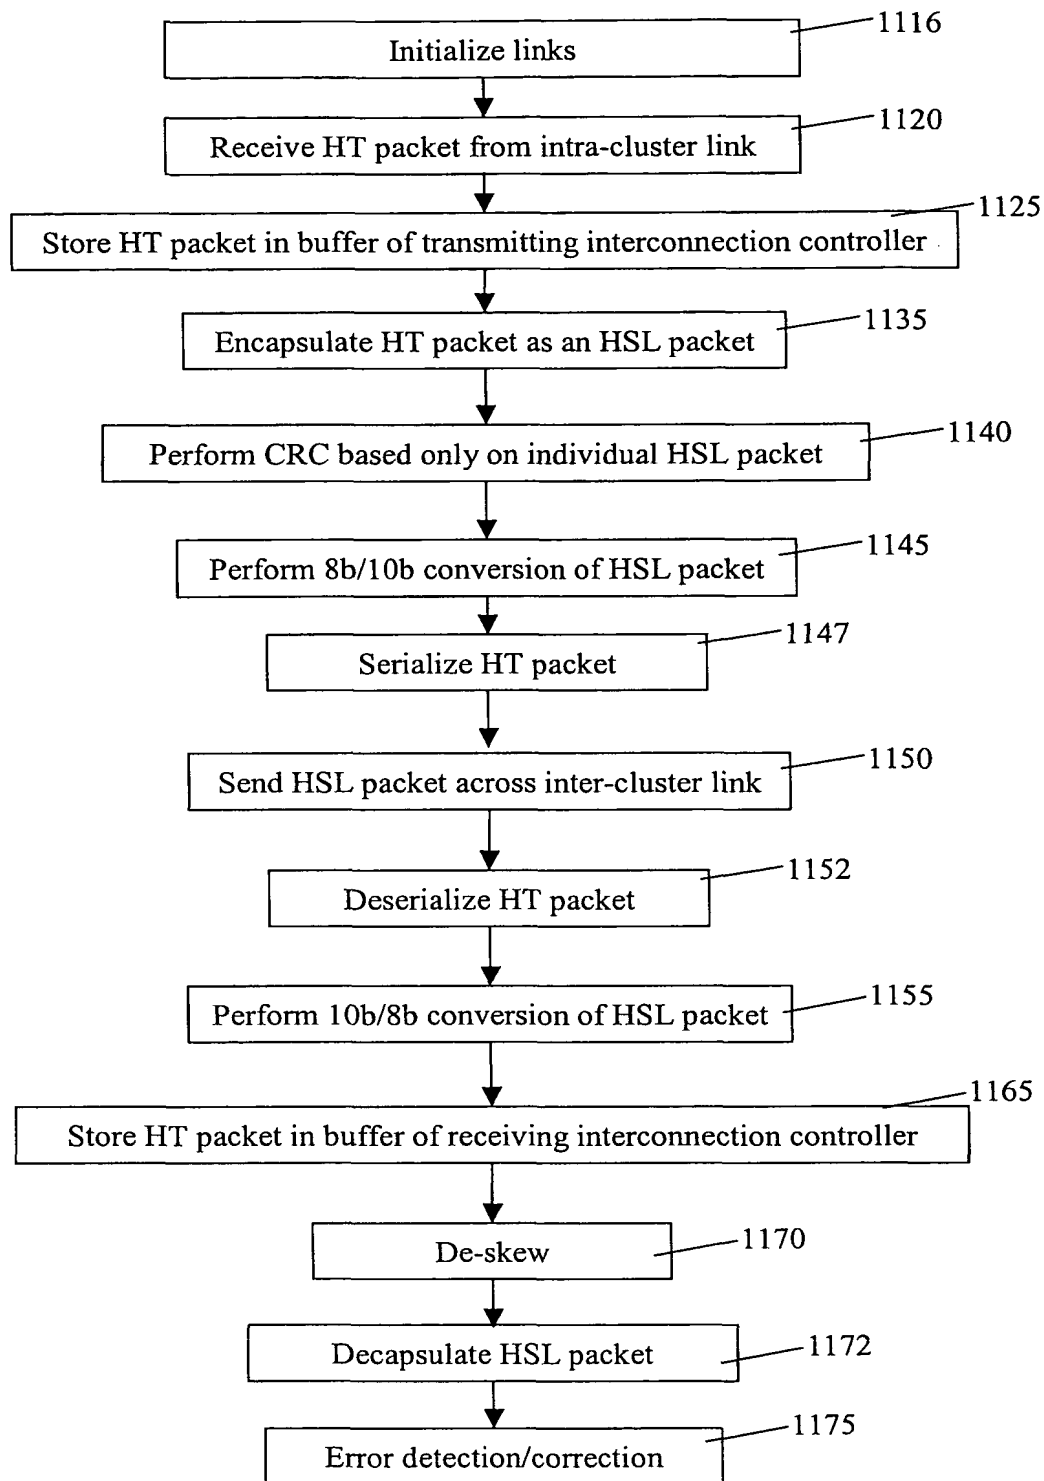 1116
Initialize links
1120
Receive HT packet from intra-cluster link
1125
Store HT packet in buffer of transmitting interconnection controller
1135
Encapsulate HT packet as an HSL packet
1140
Perform CRC based only on individual HSL packet
1145
Perform 8b/10b conversion of HSL packet
1147
Serialize HT packet
1150
Send HSL packet across inter-cluster link
1152
Deserialize HT packet
1155
Perform 10b/8b conversion of HSL packet
1165
Store HT packet in buffer of receiving interconnection controller
1170
De-skew
1172
Decapsulate HSL packet
1175
Error detection/correction